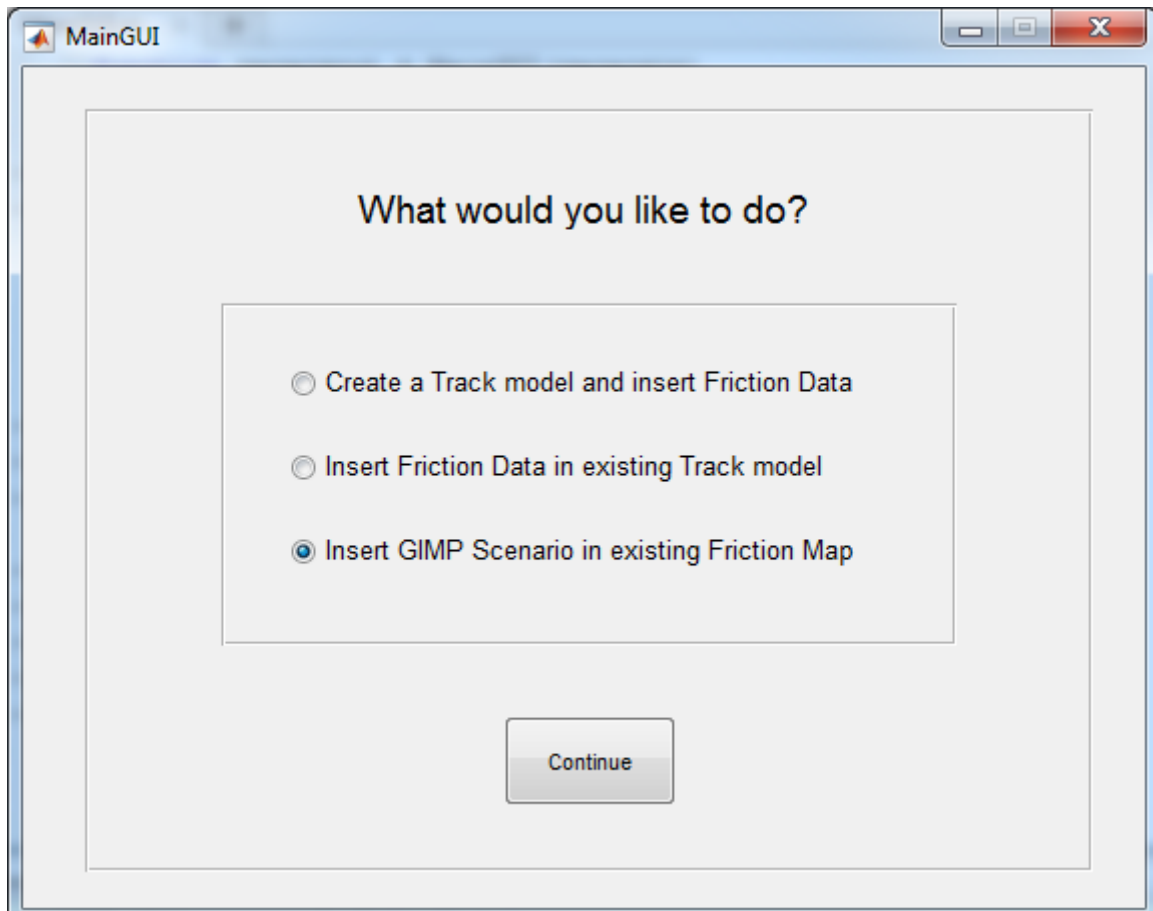 MainGUI
What would you like to do?
Create a Track model and insert Friction Data
Insert Friction Data in existing Track model
Insert GIMP Scenario in existing Friction Map
Continue